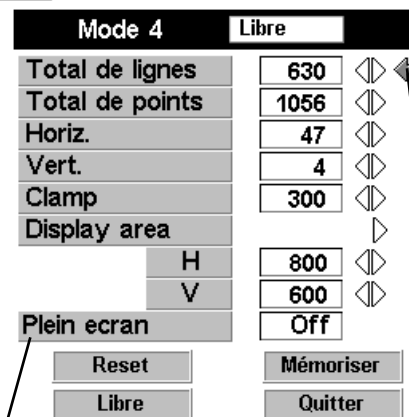 Mode 4 Libre
Total de lignes 630
Total de points 1056
Horiz. 47
Vert. 4
Clamp 300
Display area
H 800
V 600
Plein ecran Off
Reset Mémoriser
Libre Quitter